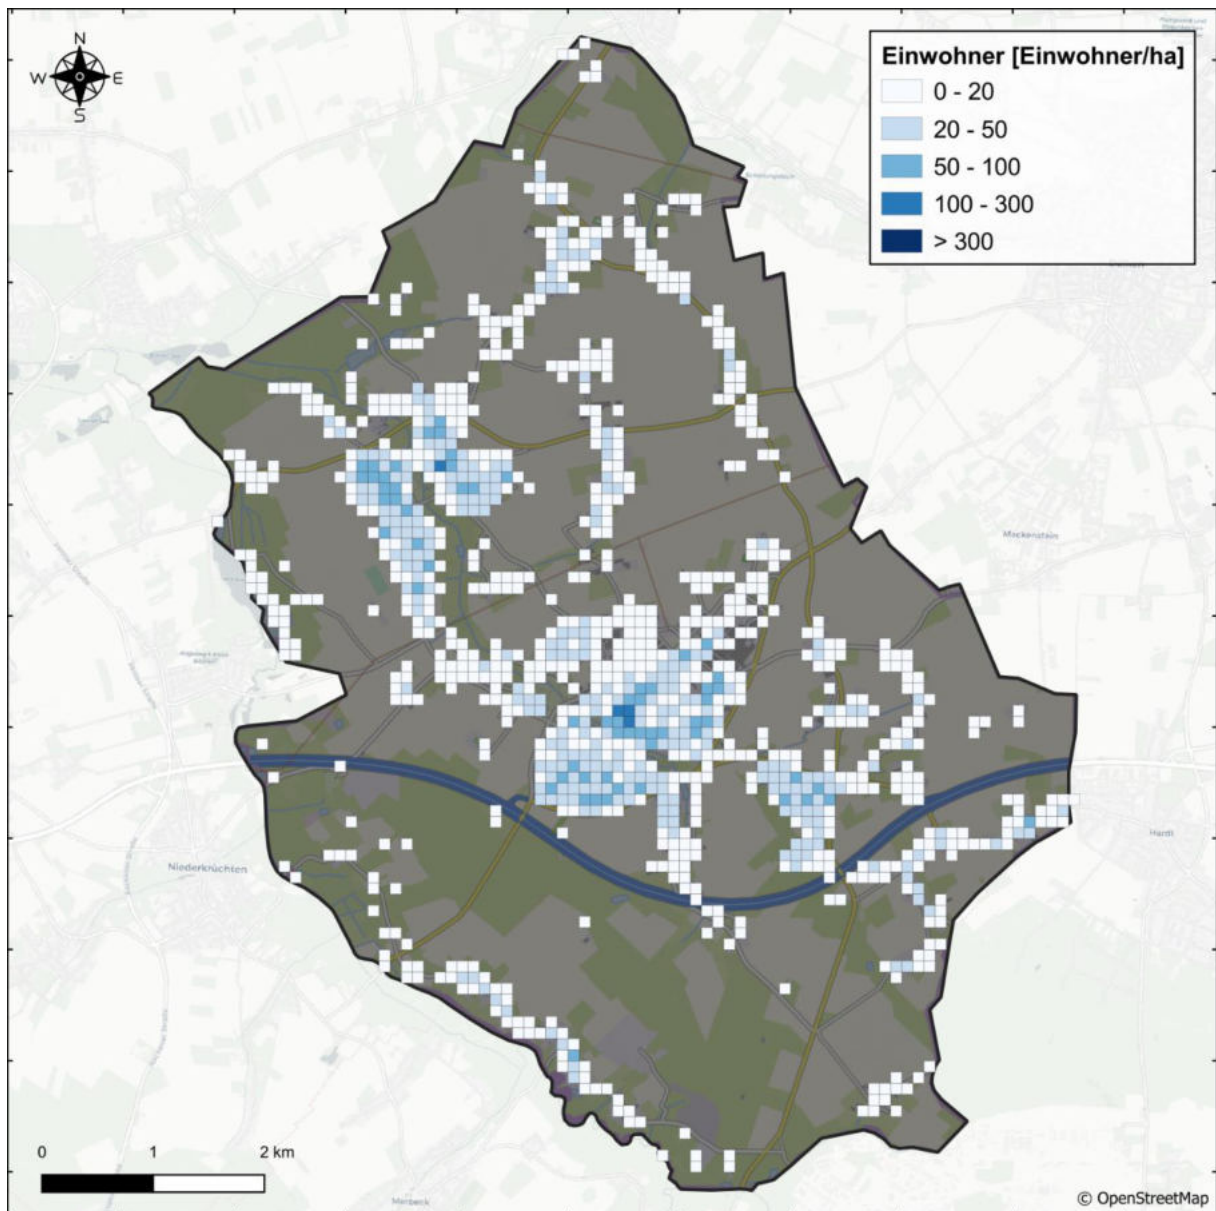 N
W E
S
Einwohner [Einwohner/ha]
0 - 20
20 - 50
50 - 100
100 - 300
> 300
Mackenstein
Hardt
Niederkrüchten
0 1 2 km
© OpenStreetMap